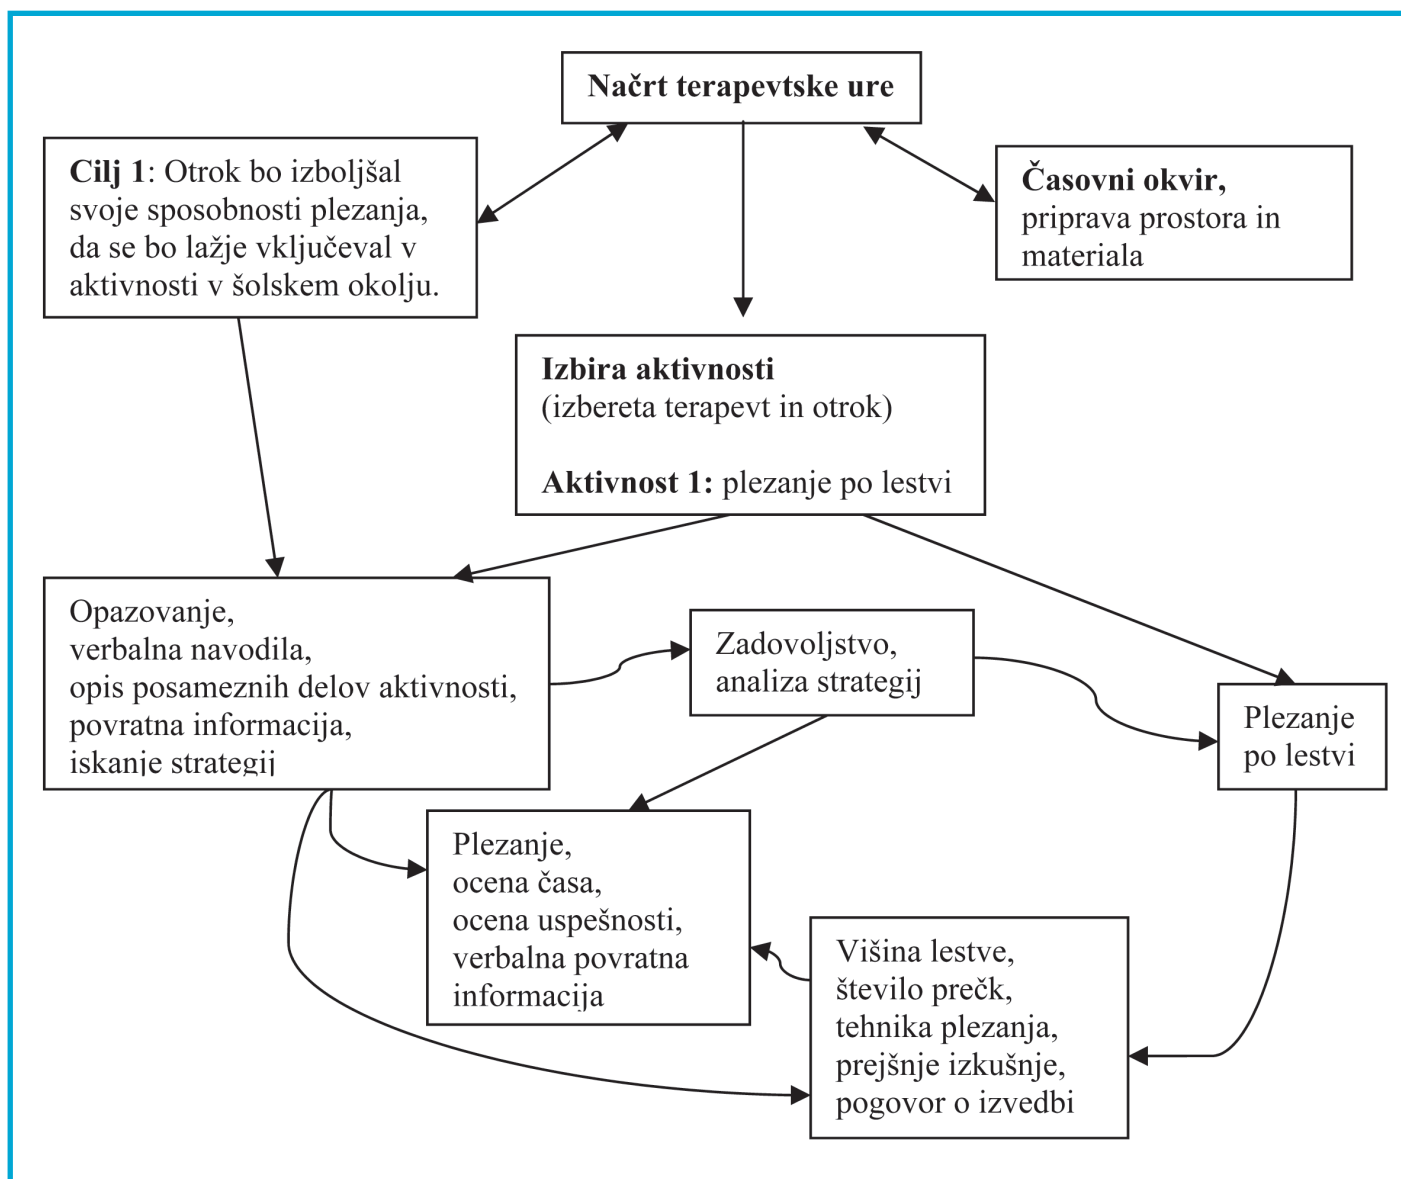 Načrt terapevtske ure
Cilj 1: Otrok bo izboljšal
svoje sposobnosti plezanja,
da se bo lažje vključeval v
aktivnosti v šolskem okolju.
Časovni okvir,
priprava prostora in
materiala
Izbira aktivnosti
(izbereta terapevt in otrok)
Aktivnost 1: plezanje po lestvi
Opazovanje,
verbalna navodila,
opis posameznih delov aktivnosti,
povratna informacija,
iskanje strategij
Zadovoljstvo,
analiza strategij
Plezanje
po lestvi
Plezanje,
ocena časa,
ocena uspešnosti,
verbalna povratna
informacija
Višina lestve,
število prečk,
tehnika plezanja,
prejšnje izkušnje,
pogovor o izvedbi